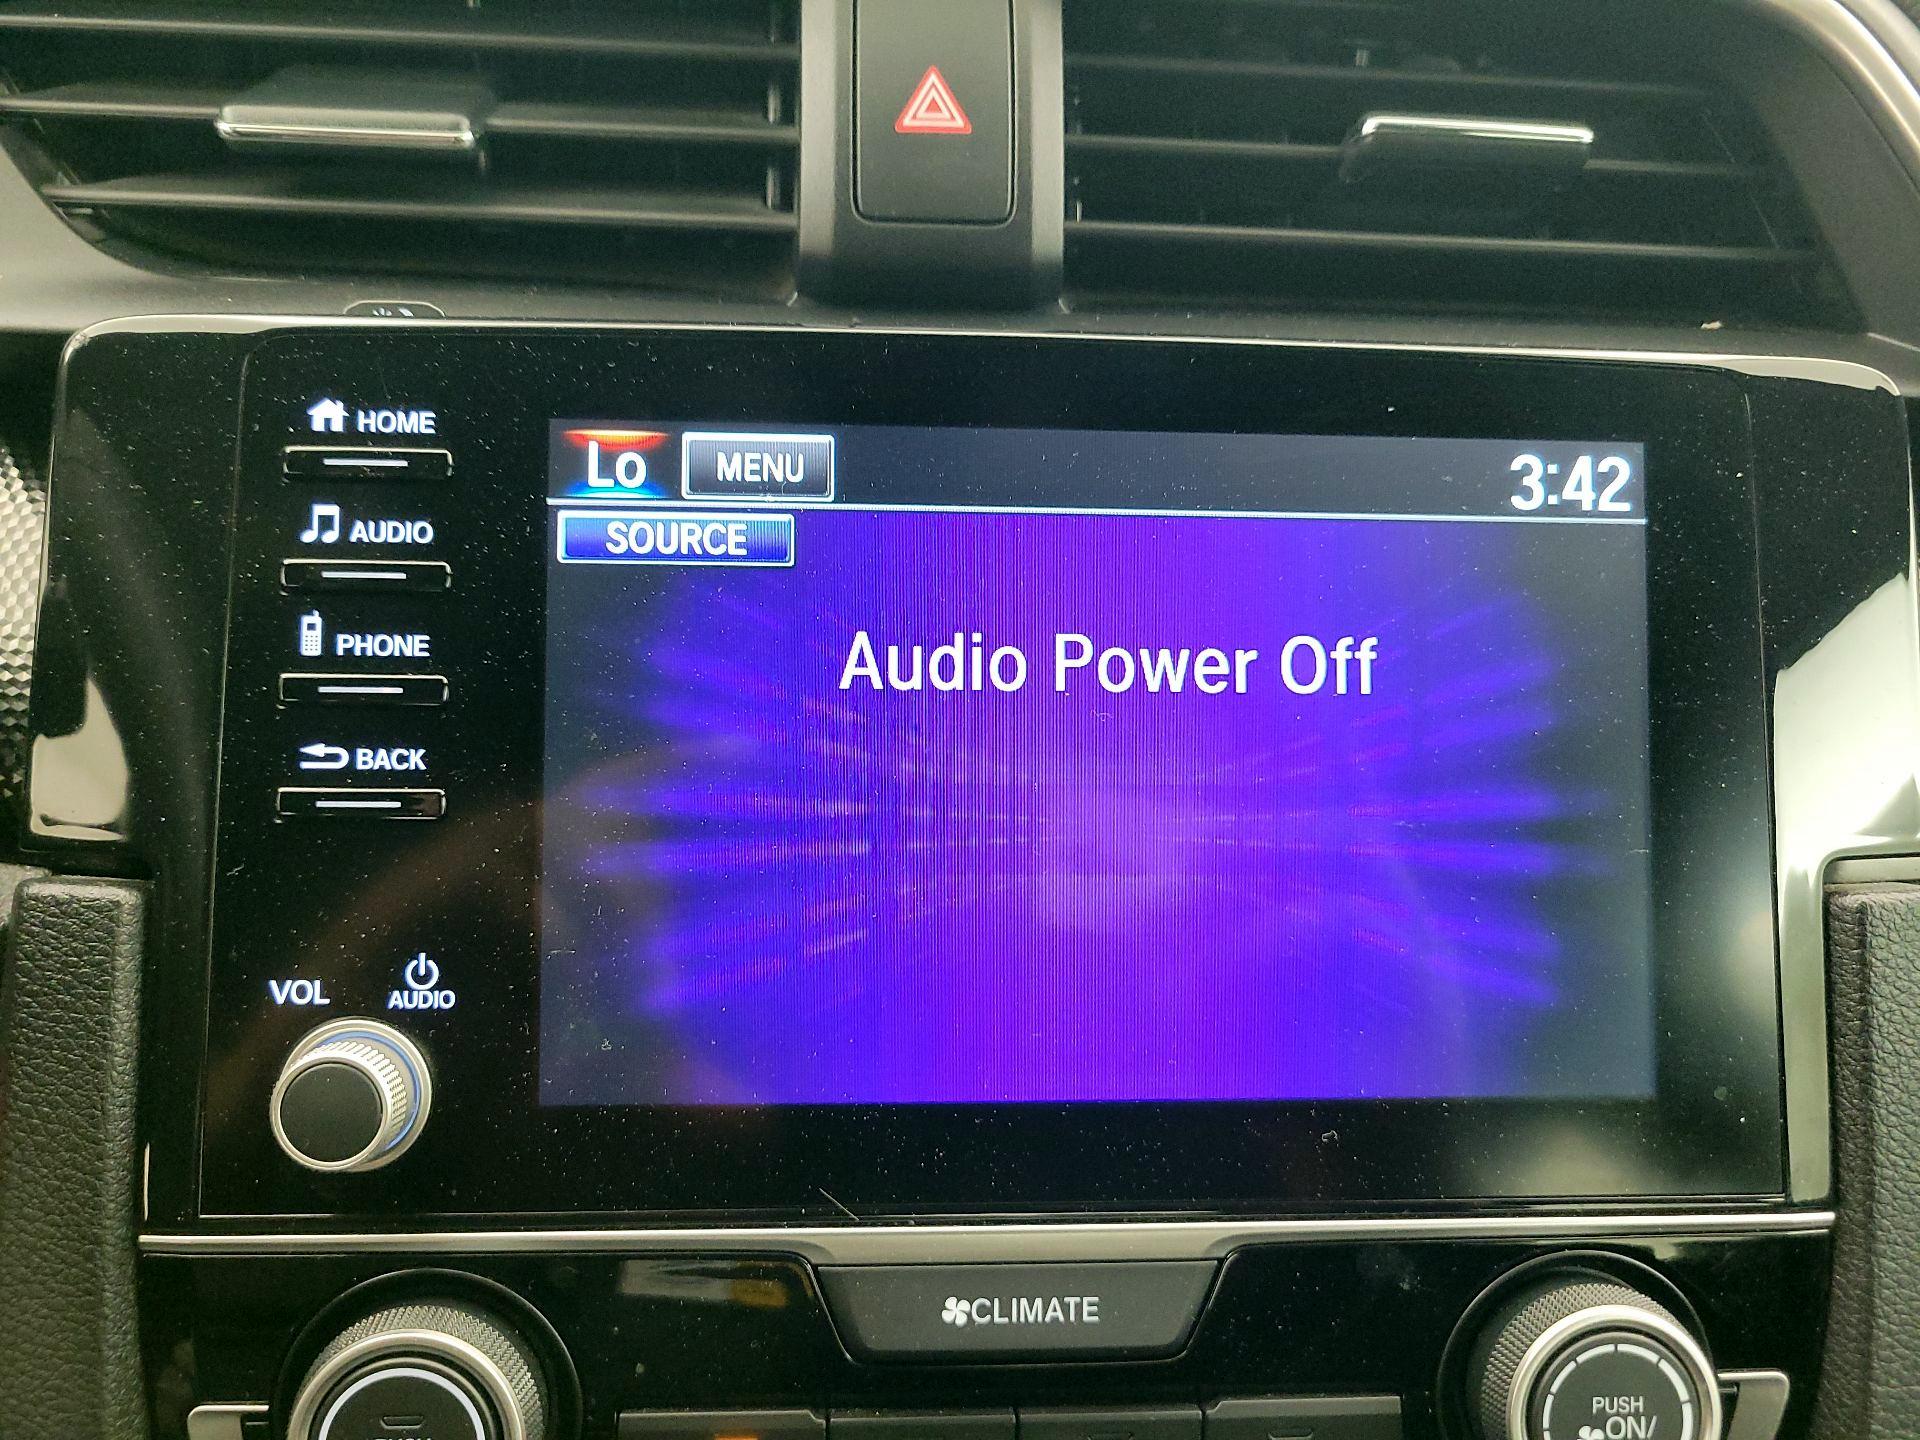 HOME
AUDIO
PHONE
BACK
VOL
AUDIO
Lo MENU 3:42
SOURCE
Audio Power Off
CLIMATE
PUSH
ON/